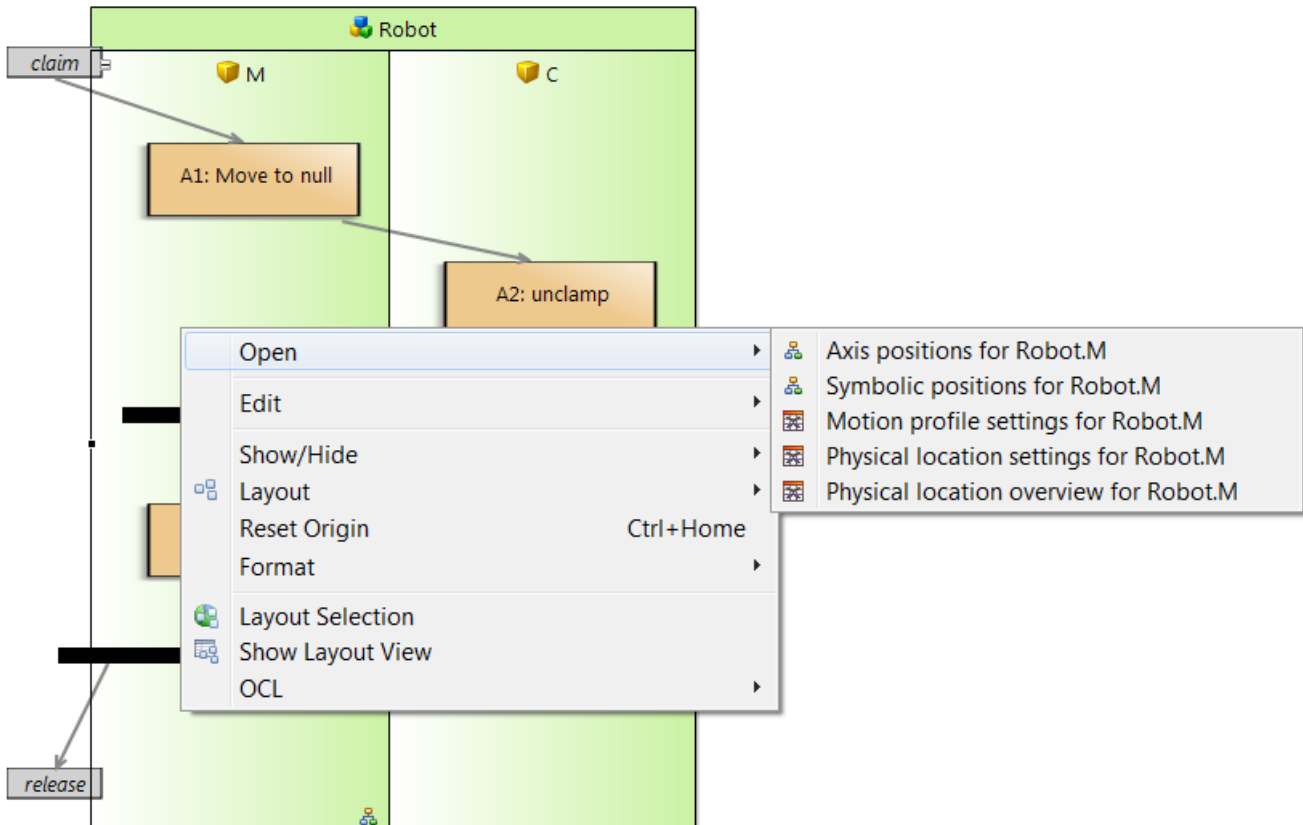 Robot
claim
M
C
A1: Move to null
A2: unclamp
Open
Edit
Show/Hide
Layout
Reset Origin Ctrl+Home
Format
Layout Selection
Show Layout View
OCL
Axis positions for Robot.M
Symbolic positions for Robot.M
Motion profile settings for Robot.M
Physical location settings for Robot.M
Physical location overview for Robot.M
release